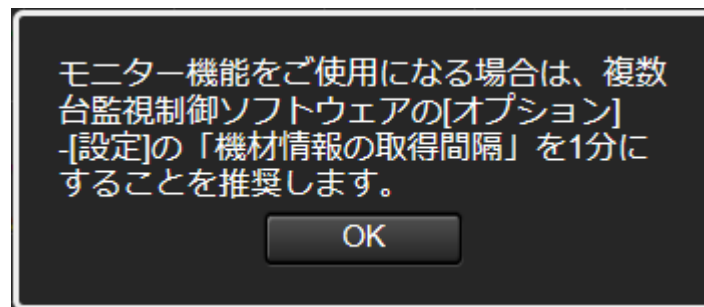 モニター機能をご使用になる場合は、複数
台監視制御ソフトウェアの[オプション]
-[設定]の「機材情報の取得間隔」を1分に
することを推奨します。
OK